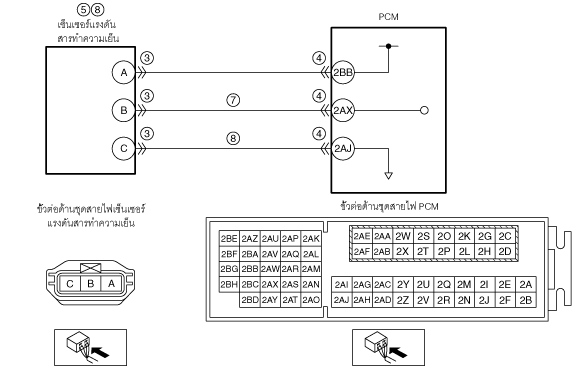 ⑤⑧
เซ็นเซอร์แรงดัน
สารทำความเย็น
PCM
A ③ ④ 2BB
B ③ ⑦ ④ 2AX
C ③ ⑧ ④ 2AJ
ขั้วต่อด้านชุดสายไฟเซ็นเซอร์
แรงดันสารทำความเย็น
C B A
ขั้วต่อด้านชุดสายไฟ PCM
2BE 2AZ 2AU 2AP 2AK
2BF 2BA 2AV 2AQ 2AL
2BG 2BB 2AW 2AR 2AM
2BH 2BC 2AX 2AS 2AN
2BD 2AY 2AT 2AO
2AE 2AA 2W 2S 2O 2K 2G 2C
2AF 2AB 2X 2T 2P 2L 2H 2D
2AI 2AG 2AC 2Y 2U 2Q 2M 2I 2E 2A
2AJ 2AH 2AD 2Z 2V 2R 2N 2J 2F 2B